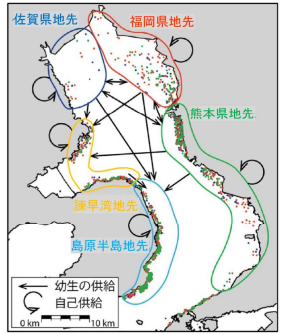 佐賀県地先
福岡県地先
熊本県地先
諫早湾地先
島原半島地先
幼生の供給
自己供給
0 km 10 km